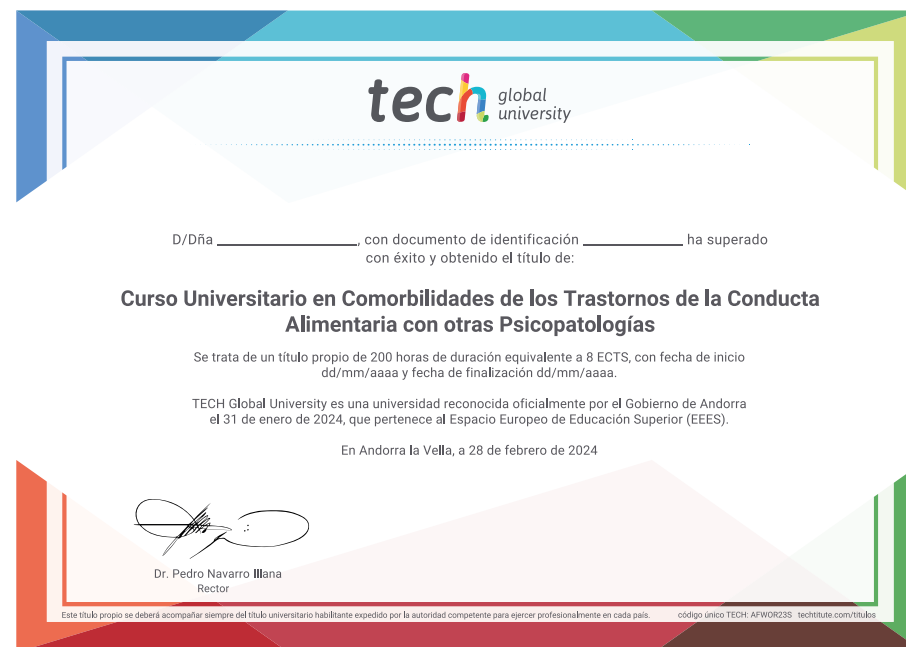 tech global university
D/Dña ____________________, con documento de identificación ______________ ha superado
con éxito y obtenido el título de:
Curso Universitario en Comorbilidades de los Trastornos de la Conducta
Alimentaria con otras Psicopatologías
Se trata de un título propio de 200 horas de duración equivalente a 8 ECTS, con fecha de inicio
dd/mm/aaaa y fecha de finalización dd/mm/aaaa.
TECH Global University es una universidad reconocida oficialmente por el Gobierno de Andorra
el 31 de enero de 2024, que pertenece al Espacio Europeo de Educación Superior (EEES).
En Andorra la Vella, a 28 de febrero de 2024
Dr. Pedro Navarro Illana
Rector
Este título propio se deberá acompañar siempre del título universitario habilitante expedido por la autoridad competente para ejercer profesionalmente en cada país.
código único TECH: AFWOR23S techtitute.com/titulos